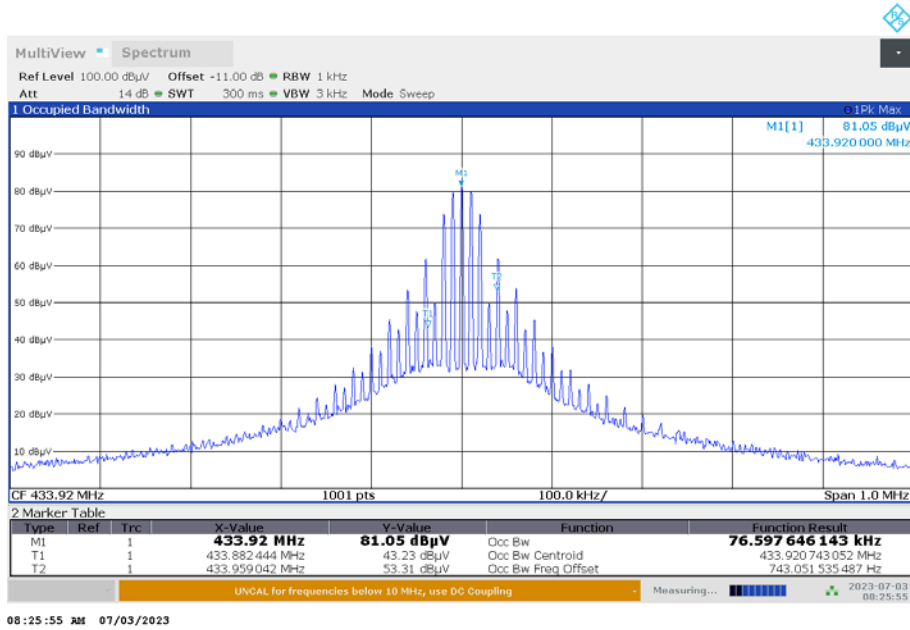 R&S
MultiView Spectrum
Ref Level 100.00 dBµV Offset -11.00 dB RBW 1 kHz
Att 14 dB SWT 300 ms VBW 3 kHz Mode Sweep
1 Occupied Bandwidth 1Pk Max
M1[1] 81.05 dBµV
433.920 000 MHz
90 dBµV
M1
80 dBµV
70 dBµV
60 dBµV
T2
50 dBµV
T1
40 dBµV
30 dBµV
20 dBµV
10 dBµV
CF 433.92 MHz 1001 pts 100.0 kHz/ Span 1.0 MHz
2 Marker Table
Type Ref Trc X-Value Y-Value Function Function Result
M1 1 433.92 MHz 81.05 dBµV Occ Bw 76.597 646 143 kHz
T1 1 433.882 444 MHz 43.23 dBµV Occ Bw Centroid 433.920 743 052 MHz
T2 1 433.959 042 MHz 53.31 dBµV Occ Bw Freq Offset 743.051 535 487 Hz
UNCAL for frequencies below 10 MHz, use DC Coupling Measuring... 2023-07-03
08:25:55
08:25:55 AM 07/03/2023